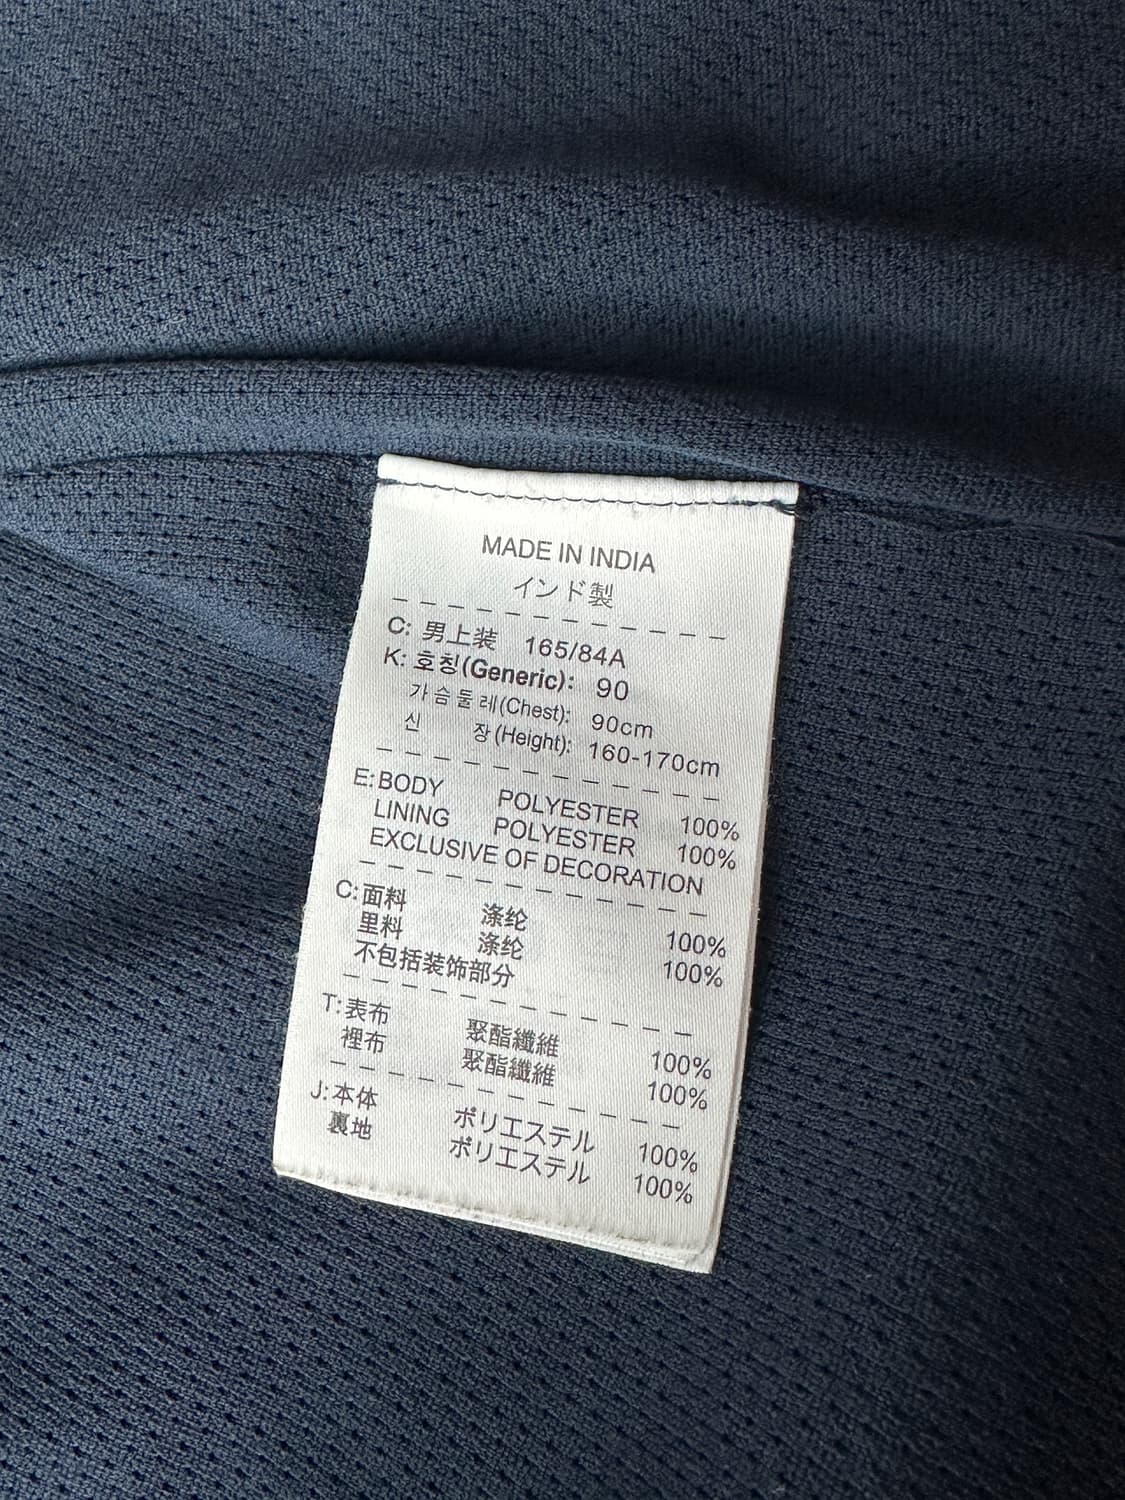 MADE IN INDIA
インド製
C: 男上装 165/84A
K: 호칭(Generic): 90
가슴둘레(Chest): 90cm
신 장(Height): 160-170cm
E: BODY POLYESTER 100%
LINING POLYESTER 100%
EXCLUSIVE OF DECORATION
C: 面料 涤纶 100%
里料 涤纶 100%
不包括装饰部分
T: 表布 聚酯纖維 100%
裡布 聚酯纖維 100%
J: 本体 ポリエステル 100%
裏地 ポリエステル 100%